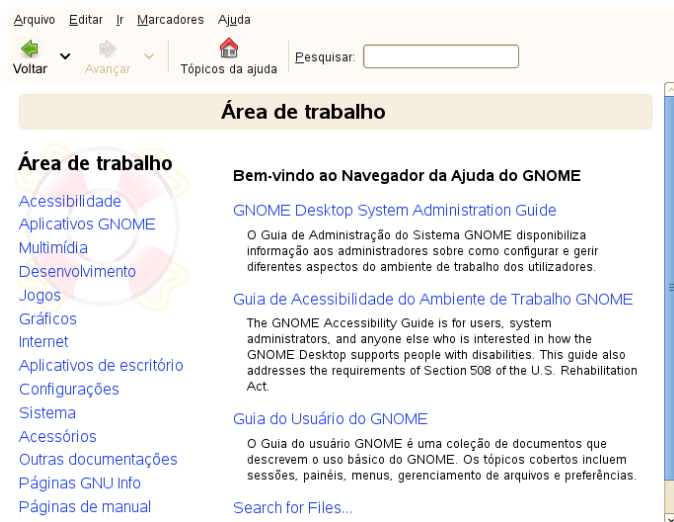 Arquivo Editar Ir Marcadores Ajuda
Voltar Avançar Tópicos da ajuda Pesquisar:
Área de trabalho
Área de trabalho
Acessibilidade
Aplicativos GNOME
Multimídia
Desenvolvimento
Jogos
Gráficos
Internet
Aplicativos de escritório
Configurações
Sistema
Acessórios
Outras documentações
Páginas GNU Info
Páginas de manual
Bem-vindo ao Navegador da Ajuda do GNOME
GNOME Desktop System Administration Guide
O Guia de Administração do Sistema GNOME disponibiliza
informação aos administradores sobre como configurar e gerir
diferentes aspectos do ambiente de trabalho dos utilizadores.
Guia de Acessibilidade do Ambiente de Trabalho GNOME
The GNOME Accessibility Guide is for users, system
administrators, and anyone else who is interested in how the
GNOME Desktop supports people with disabilities. This guide also
addresses the requirements of Section 508 of the U.S. Rehabilitation
Act.
Guia do Usuário do GNOME
O Guia do usuário GNOME é uma coleção de documentos que
descrevem o uso básico do GNOME. Os tópicos cobertos incluem
sessões, painéis, menus, gerenciamento de arquivos e preferências.
Search for Files...